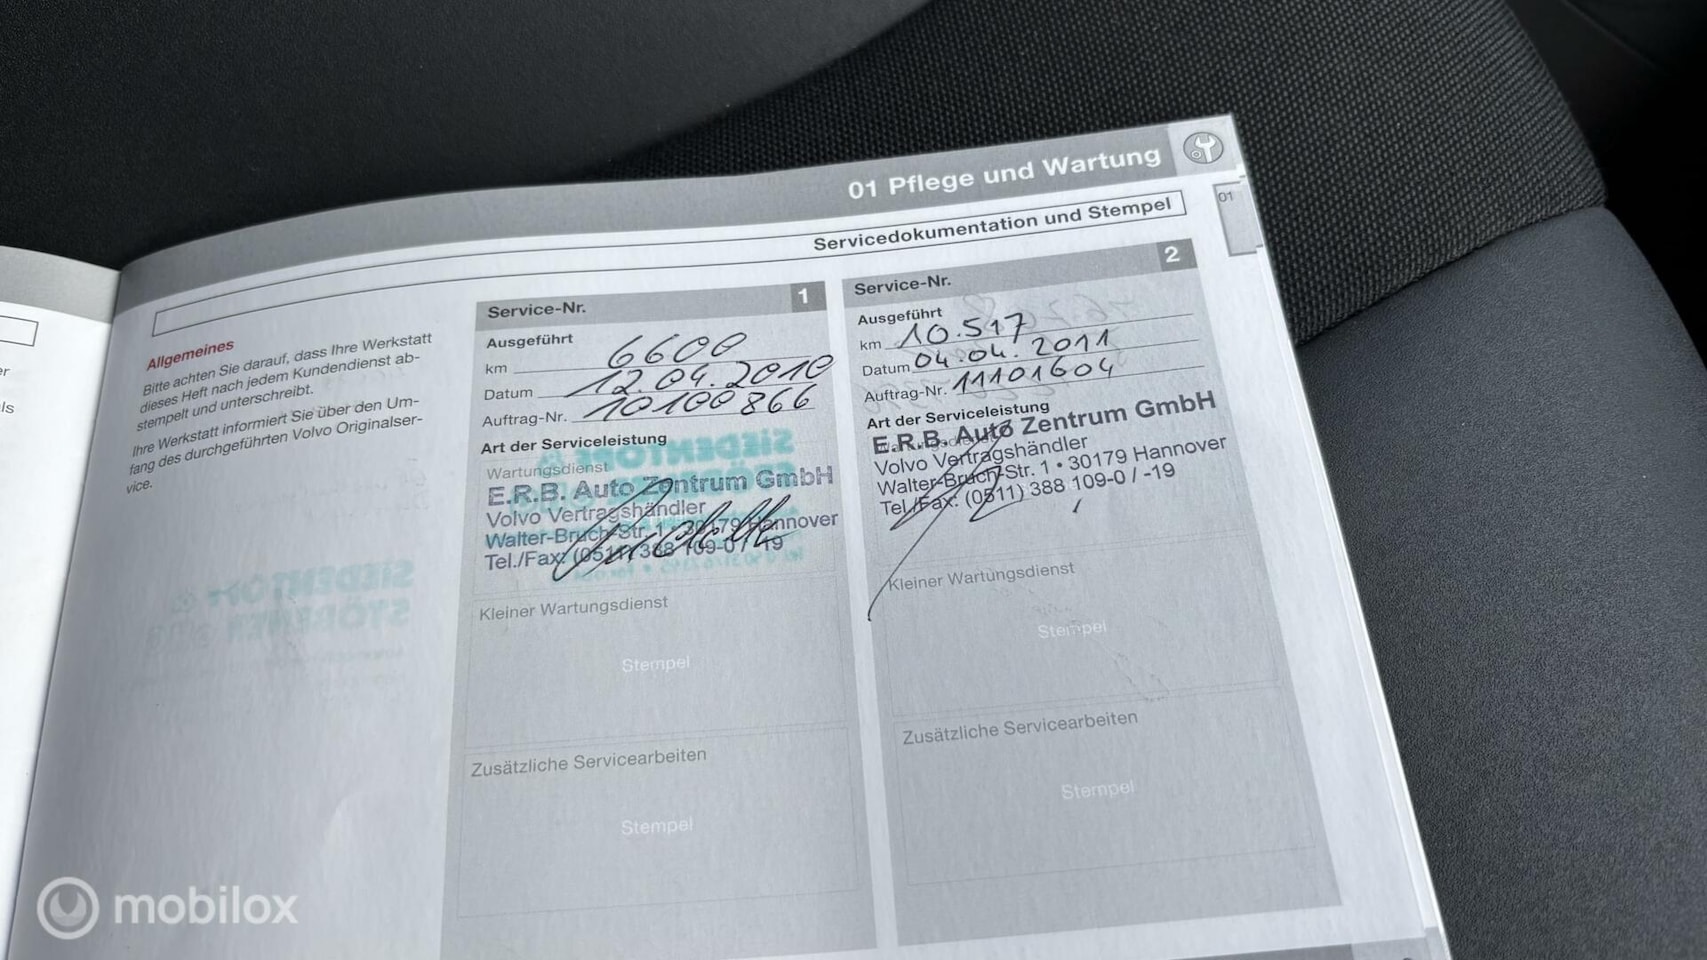 01 Pflege und Wartung
01
Servicedokumentation und Stempel
Allgemeines
Bitte achten Sie darauf, dass Ihre Werkstatt
dieses Heft nach jedem Kundendienst ab-
stempelt und unterschreibt.
Ihre Werkstatt informiert Sie über den Um-
fang des durchgeführten Volvo Originalser-
vice.
Service-Nr. 1
Ausgeführt
km 6600
Datum 12.04.2010
Auftrag-Nr. 10100866
Art der Serviceleistung
Wartungsdienst
E.R.B. Auto Zentrum GmbH
Volvo Vertragshändler
Walter-Bruch-Str. 1 • 30179 Hannover
Tel./Fax: (0511) 388 109-0 / -19
Kleiner Wartungsdienst
Stempel
Zusätzliche Servicearbeiten
Stempel
Service-Nr. 2
Ausgeführt
km 10.517
Datum 04.04.2011
Auftrag-Nr. 11101604
Art der Serviceleistung
E.R.B. Auto Zentrum GmbH
Volvo Vertragshändler
Walter-Bruch-Str. 1 • 30179 Hannover
Tel./Fax: (0511) 388 109-0 / -19
Kleiner Wartungsdienst
Stempel
Zusätzliche Servicearbeiten
Stempel
mobilox